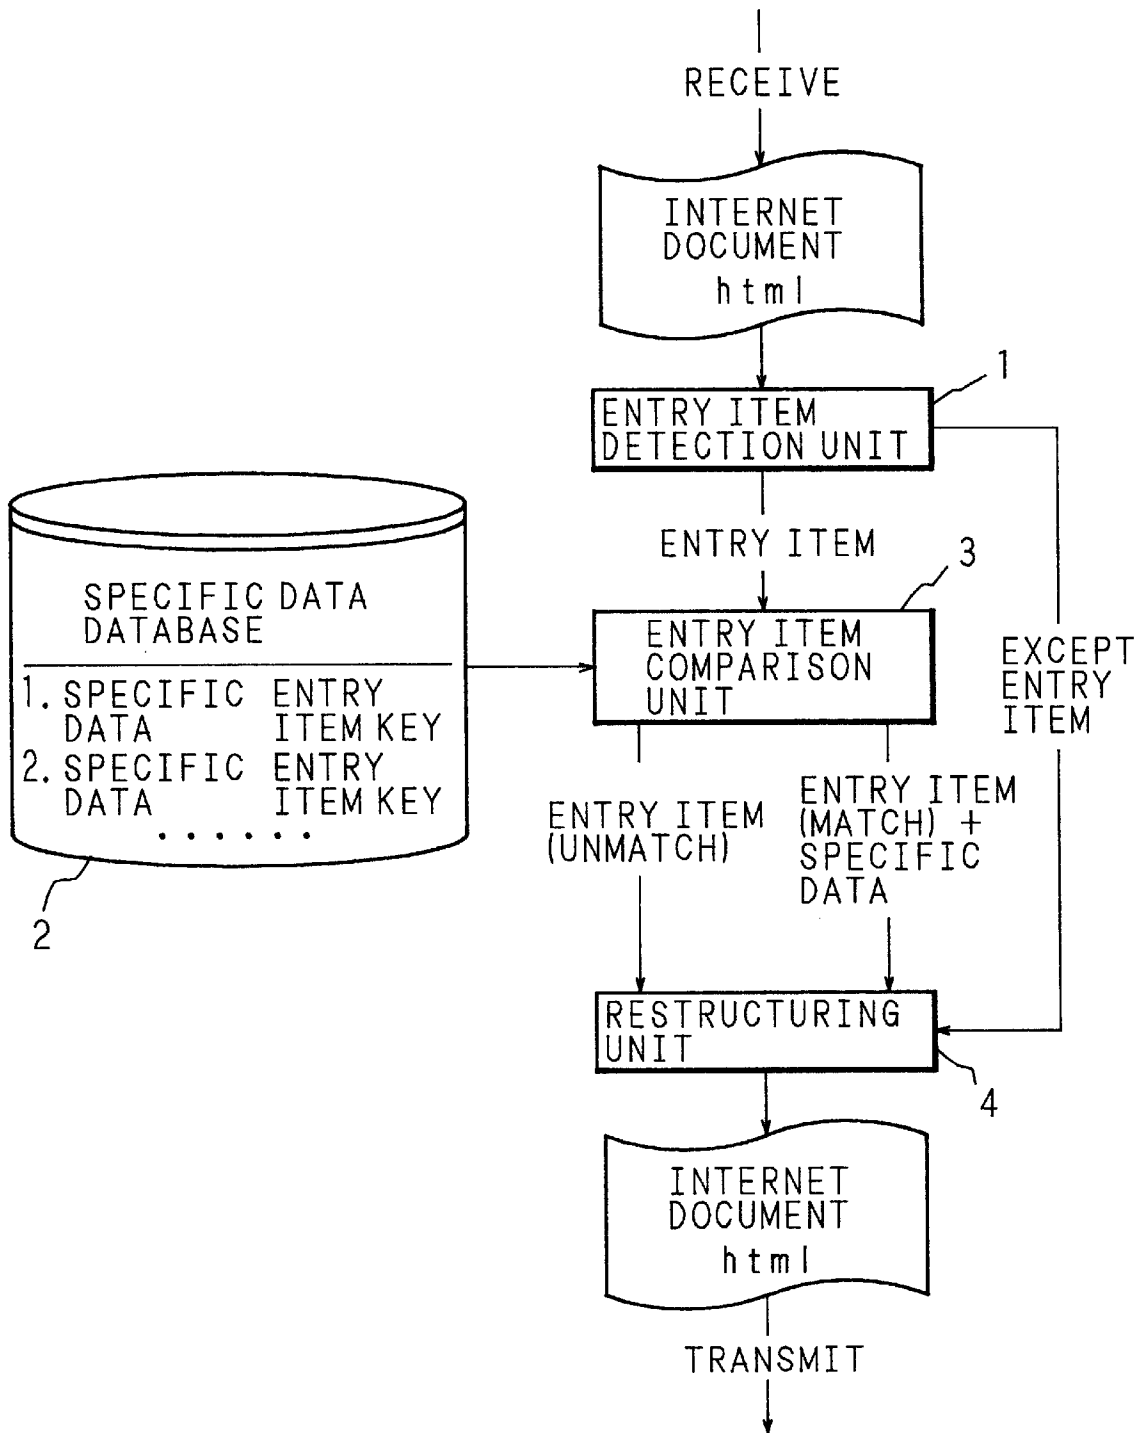 RECEIVE
INTERNET
DOCUMENT
html
1
ENTRY ITEM
DETECTION UNIT
ENTRY ITEM
3
SPECIFIC DATA
DATABASE
1. SPECIFIC ENTRY
DATA ITEM KEY
2. SPECIFIC ENTRY
DATA ITEM KEY
......
2
ENTRY ITEM
COMPARISON
UNIT
EXCEPT
ENTRY
ITEM
ENTRY ITEM
(UNMATCH)
ENTRY ITEM
(MATCH) +
SPECIFIC
DATA
RESTRUCTURING
UNIT
4
INTERNET
DOCUMENT
html
TRANSMIT